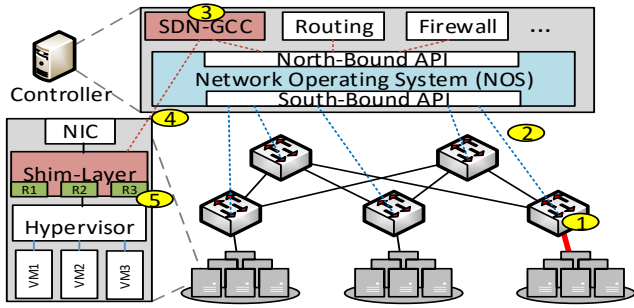 3
SDN-GCC
Routing
Firewall
...
North-Bound API
Network Operating System (NOS)
South-Bound API
Controller
4
2
NIC
Shim-Layer
R1
R2
R3
5
1
Hypervisor
VM1
VM2
VM3